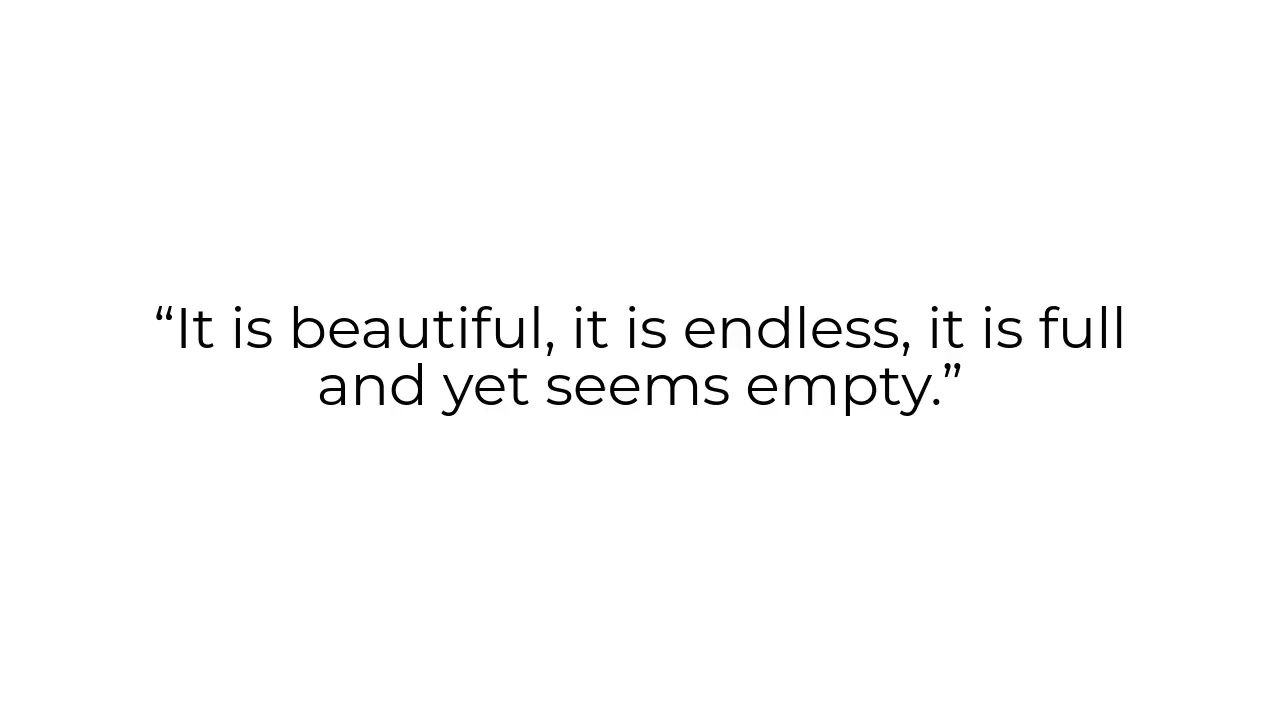 “It is beautiful, it is endless, it is full
and yet seems empty.”